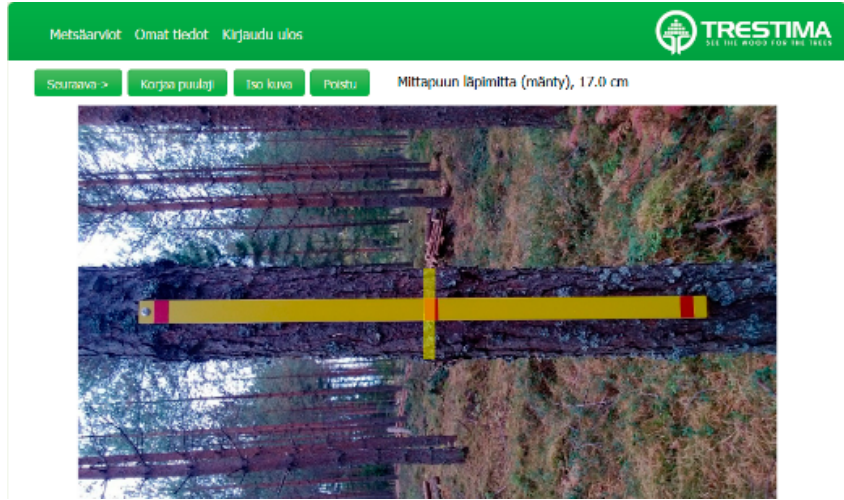 Metsäarviot Omat tiedot Kirjaudu ulos
TRESTIMA
SEE THE WOOD FOR THE TREES
Seuraava-> Korjaa puulaji Iso kuva Poistu Mittapuun läpimitta (mänty), 17.0 cm